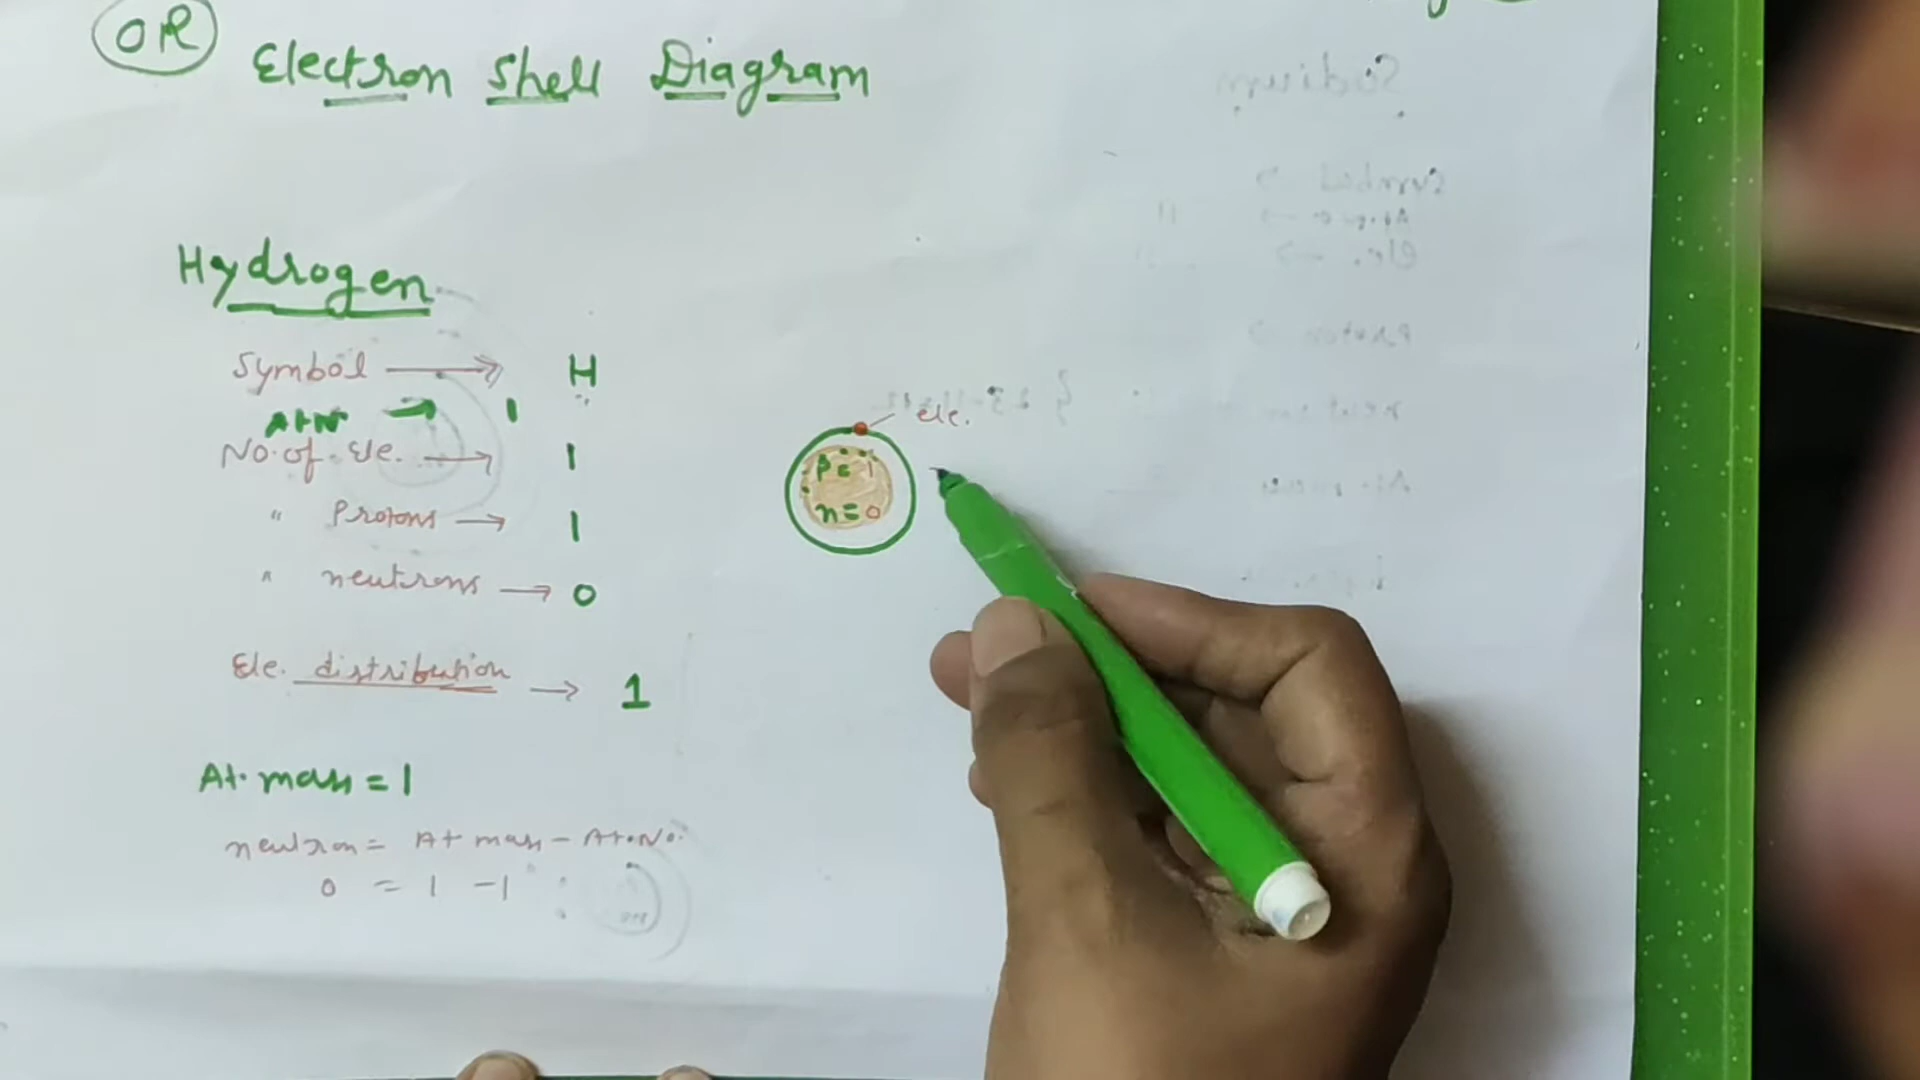 OR
Electron Shell Diagram
Hydrogen
Symbol → H
At N → 1
No. of Ele. → 1
" Protons → 1
" neutrons → 0
Ele. distribution → 1
At. mass = 1
neutron = At mass - At. No.
0 = 1 - 1
ele.
P = 1
n = 0